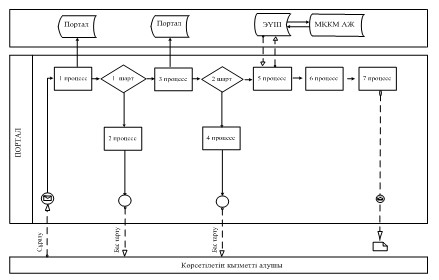 Портал
Портал
ЭҮШ
МККМ АЖ
ПОРТАЛ
1 процесс
1 шарт
3 процесс
2 шарт
5 процесс
6 процесс
7 процесс
2 процесс
4 процесс
Сұрау
Бас тарту
Бас тарту
Көрсетілетін қызметті алушы